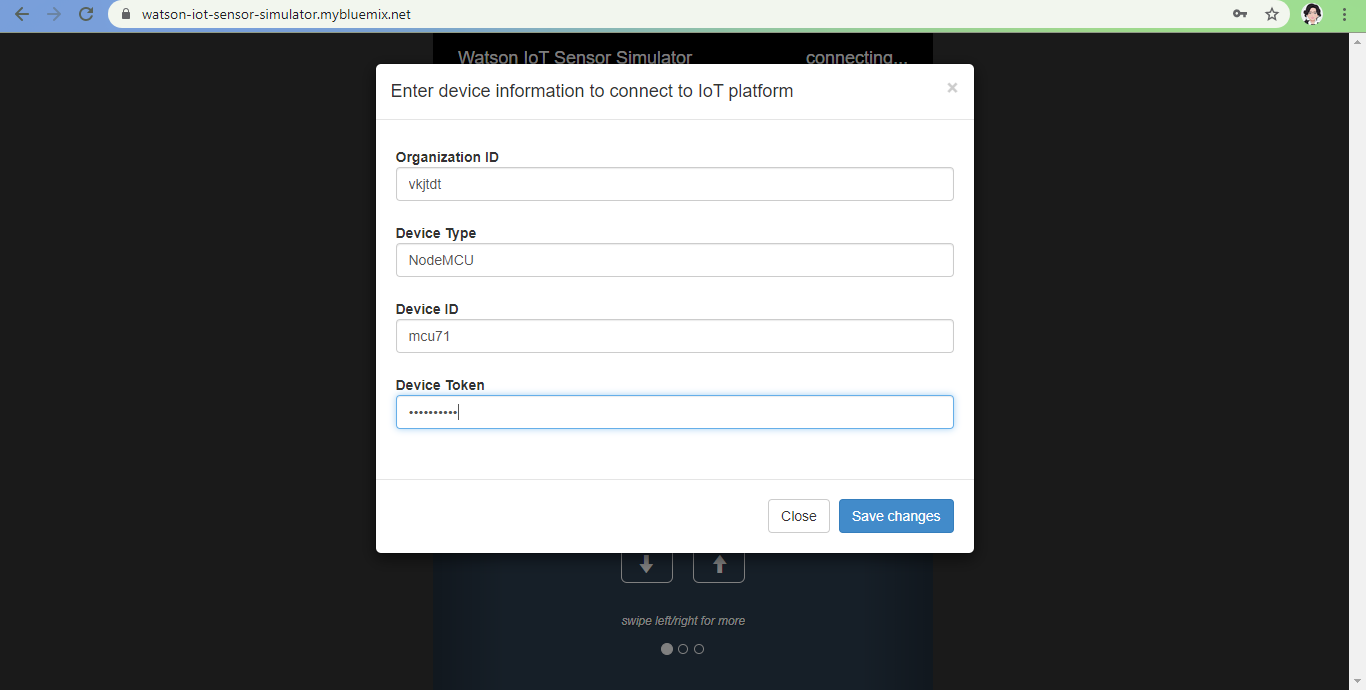 watson-iot-sensor-simulator.mybluemix.net
Watson IoT Sensor Simulator connecting...
Enter device information to connect to IoT platform ×
Organization ID
vkjtdt
Device Type
NodeMCU
Device ID
mcu71
Device Token
••••••••••
Close Save changes
swipe left/right for more